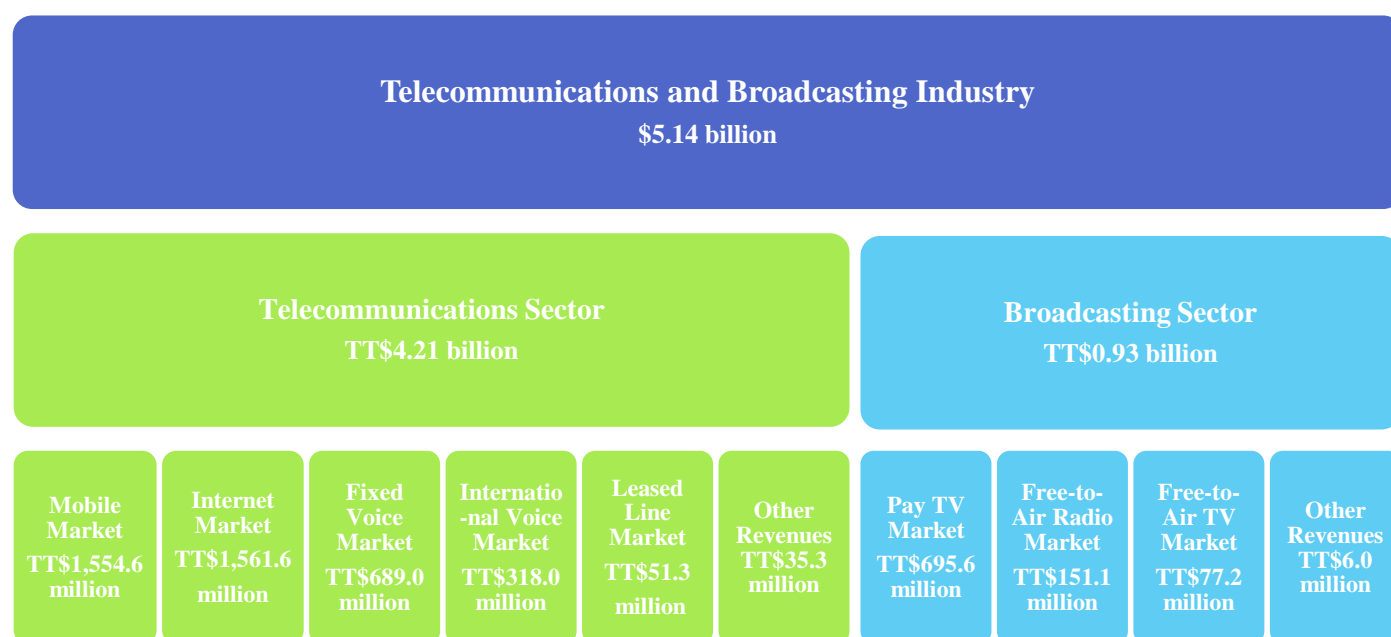 Telecommunications and Broadcasting Industry
$5.14 billion
Telecommunications Sector
TT$4.21 billion
Broadcasting Sector
TT$0.93 billion
Mobile
Market
TT$1,554.6
million
Internet
Market
TT$1,561.6
million
Fixed
Voice
Market
TT$689.0
million
Internatio
-nal Voice
Market
TT$318.0
million
Leased
Line
Market
TT$51.3
million
Other
Revenues
TT$35.3
million
Pay TV
Market
TT$695.6
million
Free-to-
Air Radio
Market
TT$151.1
million
Free-to-
Air TV
Market
TT$77.2
million
Other
Revenues
TT$6.0
million